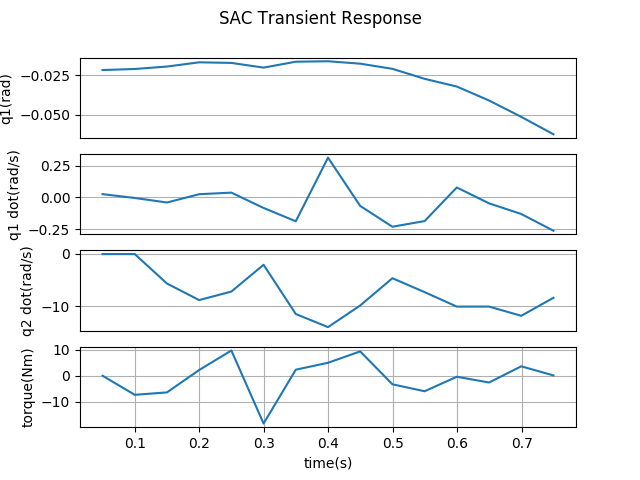 SAC Transient Response
q1(rad)
−0.025
−0.050
q1 dot(rad/s)
0.25
0.00
−0.25
q2 dot(rad/s)
0
−10
torque(Nm)
10
0
−10
0.1 0.2 0.3 0.4 0.5 0.6 0.7
time(s)